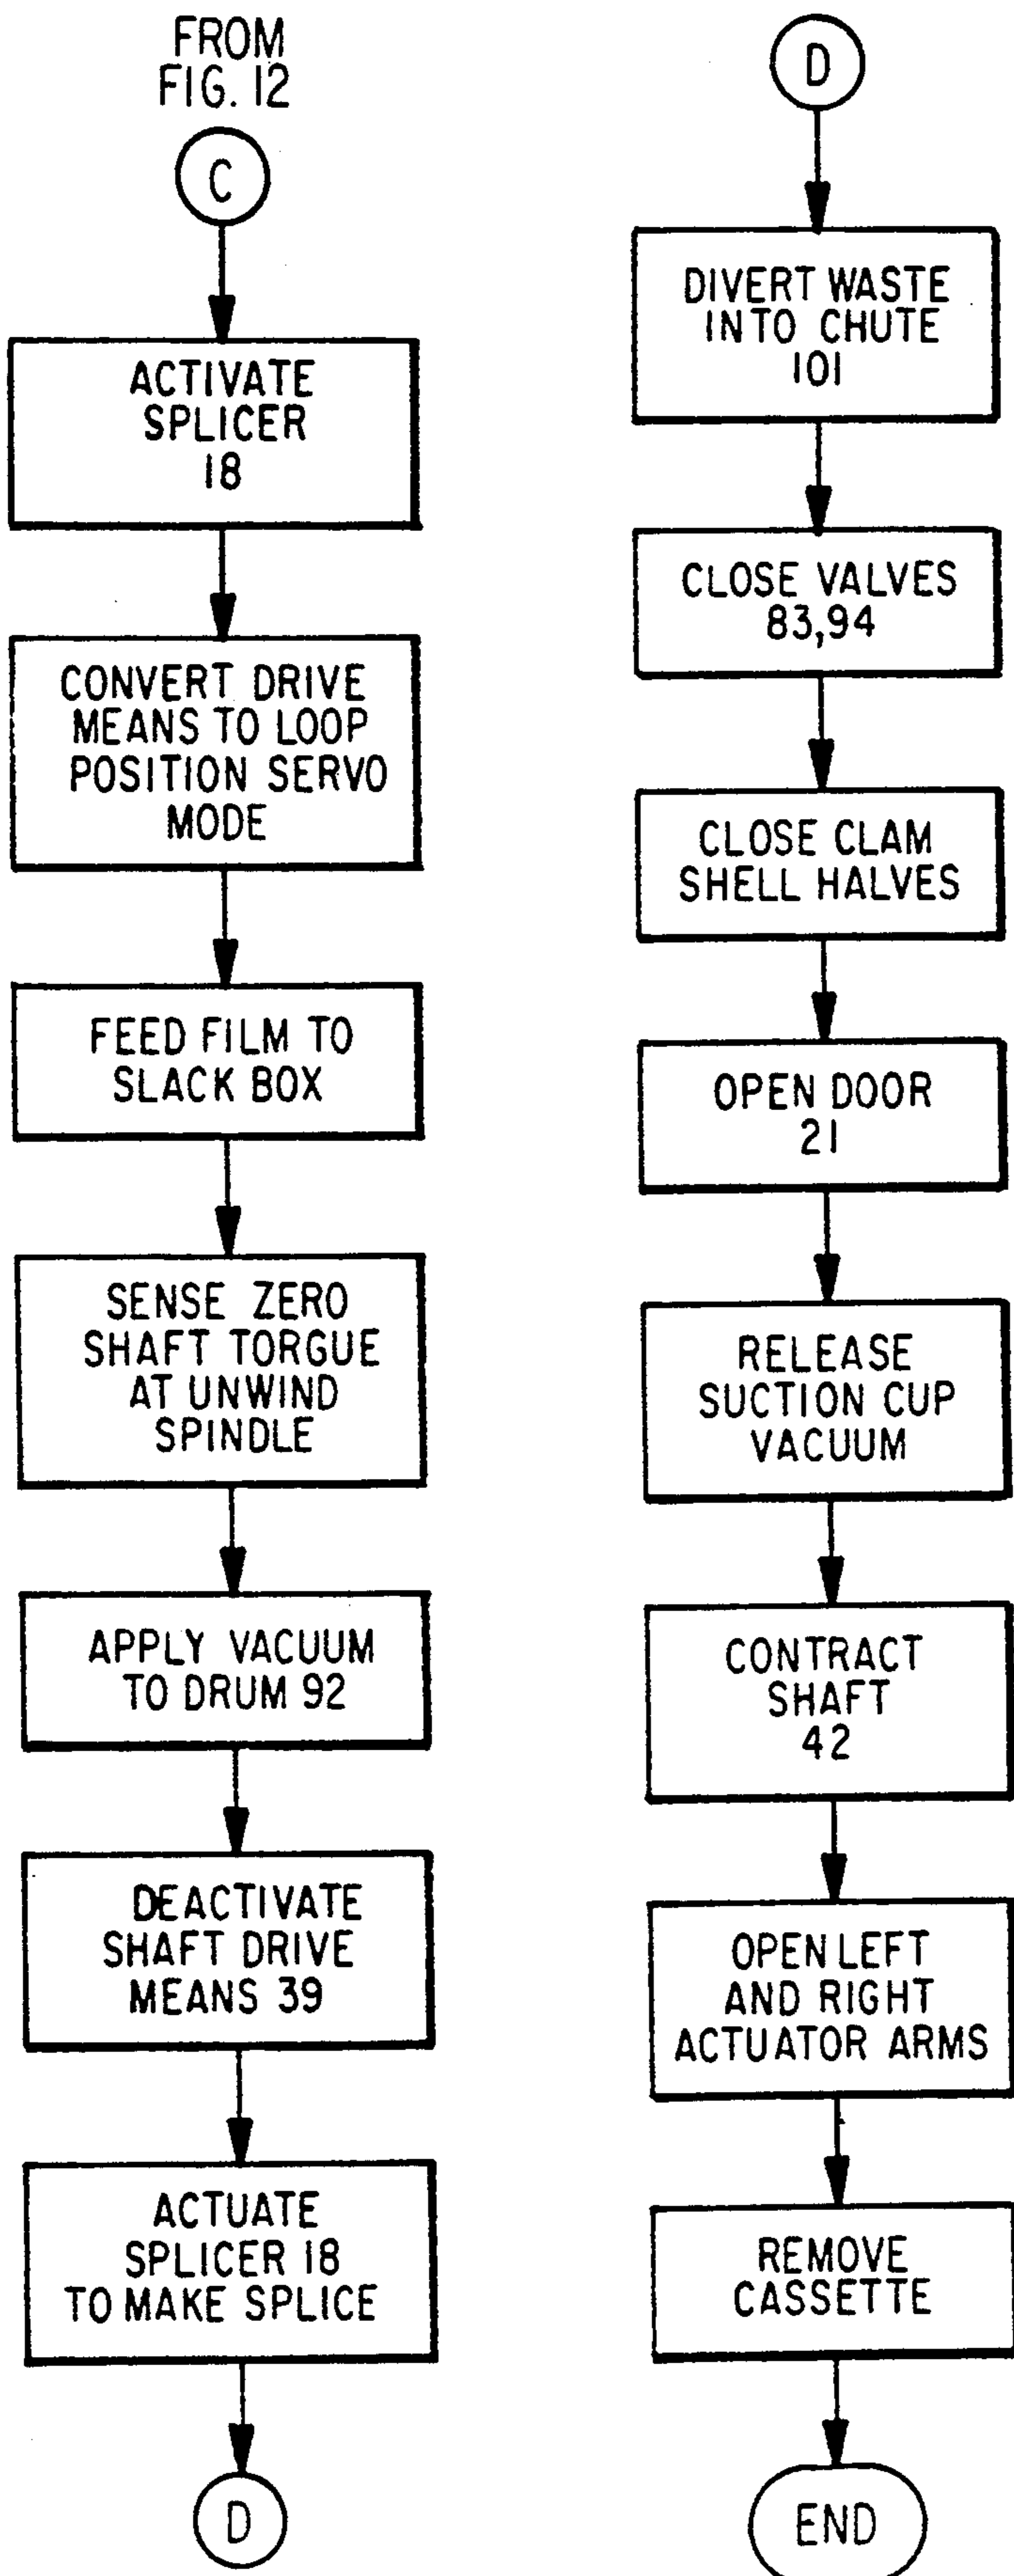 FROM
FIG. 12
C
ACTIVATE
SPLICER
18
CONVERT DRIVE
MEANS TO LOOP
POSITION SERVO
MODE
FEED FILM TO
SLACK BOX
SENSE ZERO
SHAFT TORGUE
AT UNWIND
SPINDLE
APPLY VACUUM
TO DRUM 92
DEACTIVATE
SHAFT DRIVE
MEANS 39
ACTUATE
SPLICER 18
TO MAKE SPLICE
D
D
DIVERT WASTE
INTO CHUTE
101
CLOSE VALVES
83,94
CLOSE CLAM
SHELL HALVES
OPEN DOOR
21
RELEASE
SUCTION CUP
VACUUM
CONTRACT
SHAFT
42
OPEN LEFT
AND RIGHT
ACTUATOR ARMS
REMOVE
CASSETTE
END